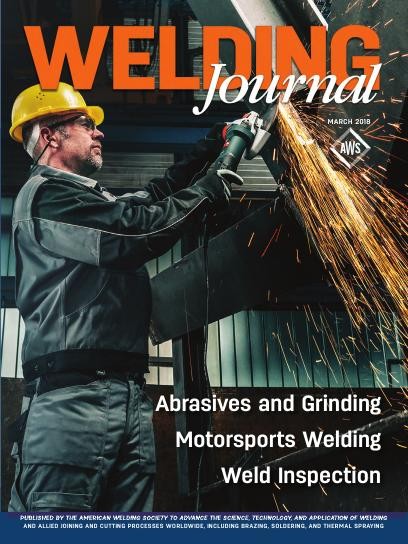 WELDING
Journal
MARCH 2018
AWS
Abrasives and Grinding
Motorsports Welding
Weld Inspection
PUBLISHED BY THE AMERICAN WELDING SOCIETY TO ADVANCE THE SCIENCE, TECHNOLOGY, AND APPLICATION OF WELDING
AND ALLIED JOINING AND CUTTING PROCESSES WORLDWIDE, INCLUDING BRAZING, SOLDERING, AND THERMAL SPRAYING